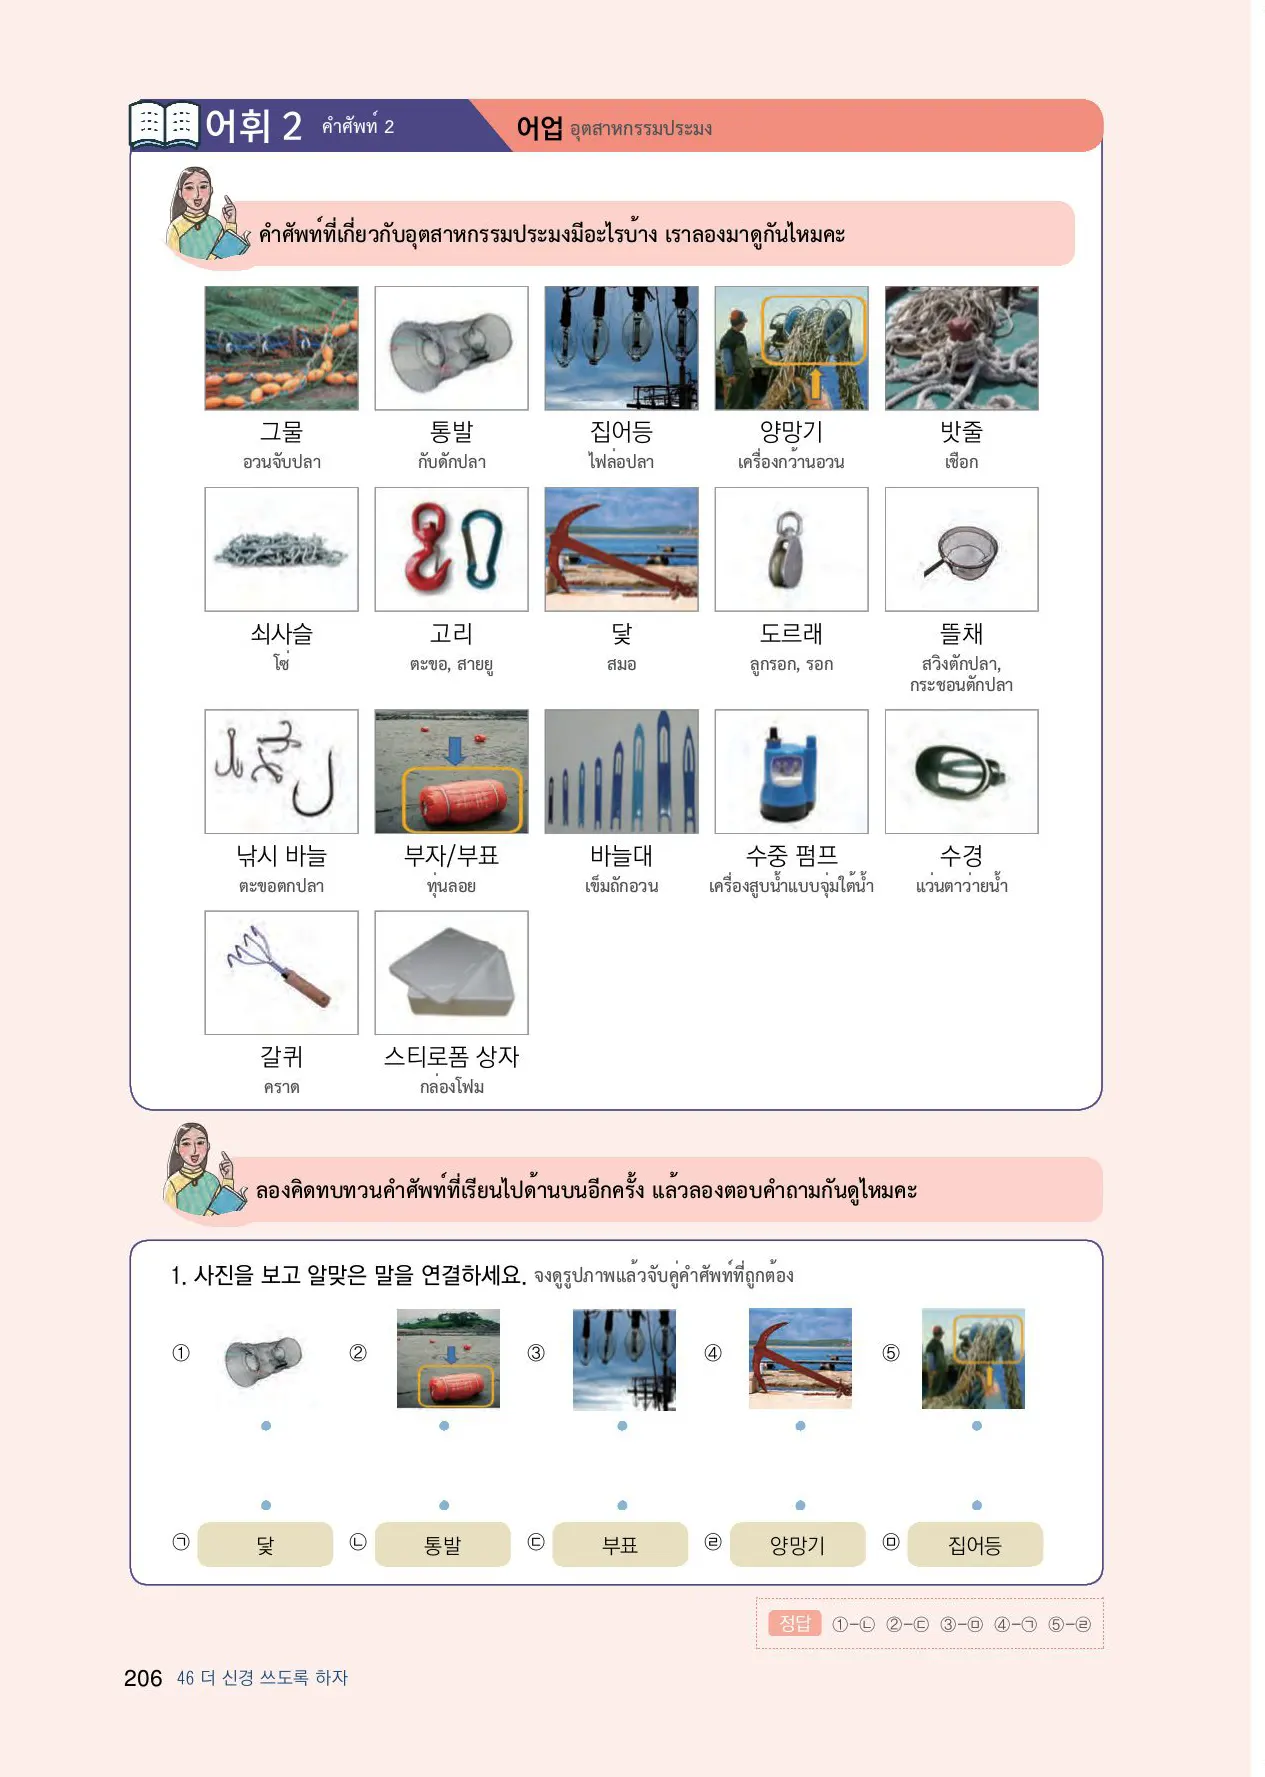 어휘 2 คำศัพท์ 2 어업 อุตสาหกรรมประมง
คำศัพท์ที่เกี่ยวกับอุตสาหกรรมประมงมีอะไรบ้าง เราลองมาดูกันไหมคะ
그물 통발 집어등 양망기 밧줄
อวนจับปลา กับดักปลา ไฟล่อปลา เครื่องกว้านอวน เชือก
쇠사슬 고리 닻 도르래 뜰채
โซ่ ตะขอ, สายยู สมอ ลูกรอก, รอก สวิงตักปลา,
กระชอนตักปลา
낚시 바늘 부자/부표 바늘대 수중 펌프 수경
ตะขอตกปลา ทุ่นลอย เข็มถักอวน เครื่องสูบน้ำแบบจุ่มใต้น้ำ แว่นตาว่ายน้ำ
갈퀴 스티로폼 상자
คราด กล่องโฟม
ลองคิดทบทวนคำศัพท์ที่เรียนไปด้านบนอีกครั้ง แล้วลองตอบคำถามกันดูไหมคะ
1. 사진을 보고 알맞은 말을 연결하세요. จงดูรูปภาพแล้วจับคู่คำศัพท์ที่ถูกต้อง
① ② ③ ④ ⑤
㉠ 닻 ㉡ 통발 ㉢ 부표 ㉣ 양망기 ㉤ 집어등
정답 ①-㉡ ②-㉢ ③-㉤ ④-㉠ ⑤-㉣
206 46 더 신경 쓰도록 하자